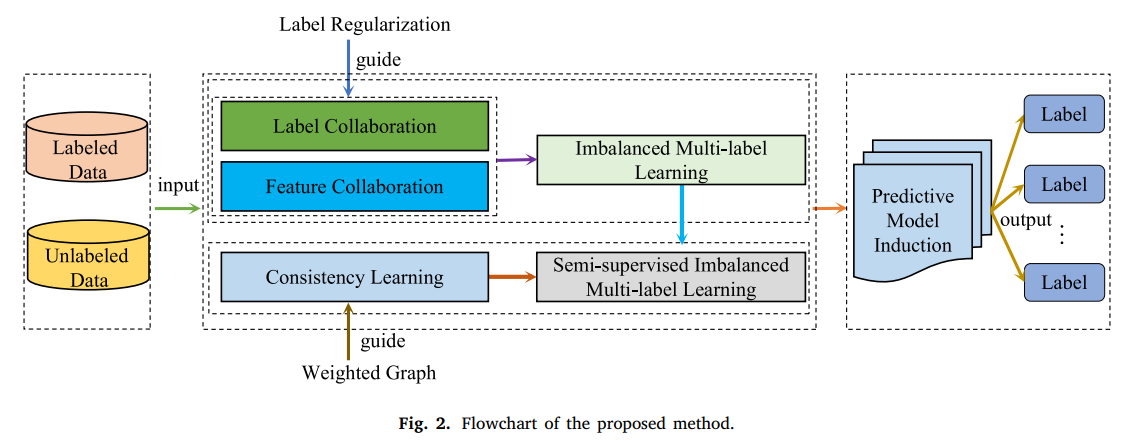 Label Regularization
guide
Labeled
Data
Unlabeled
Data
input
Label Collaboration
Feature Collaboration
Imbalanced Multi-label
Learning
Consistency Learning
Semi-supervised Imbalanced
Multi-label Learning
guide
Weighted Graph
Predictive
Model
Induction
output
Label
Label
⋮
Label
Fig. 2. Flowchart of the proposed method.